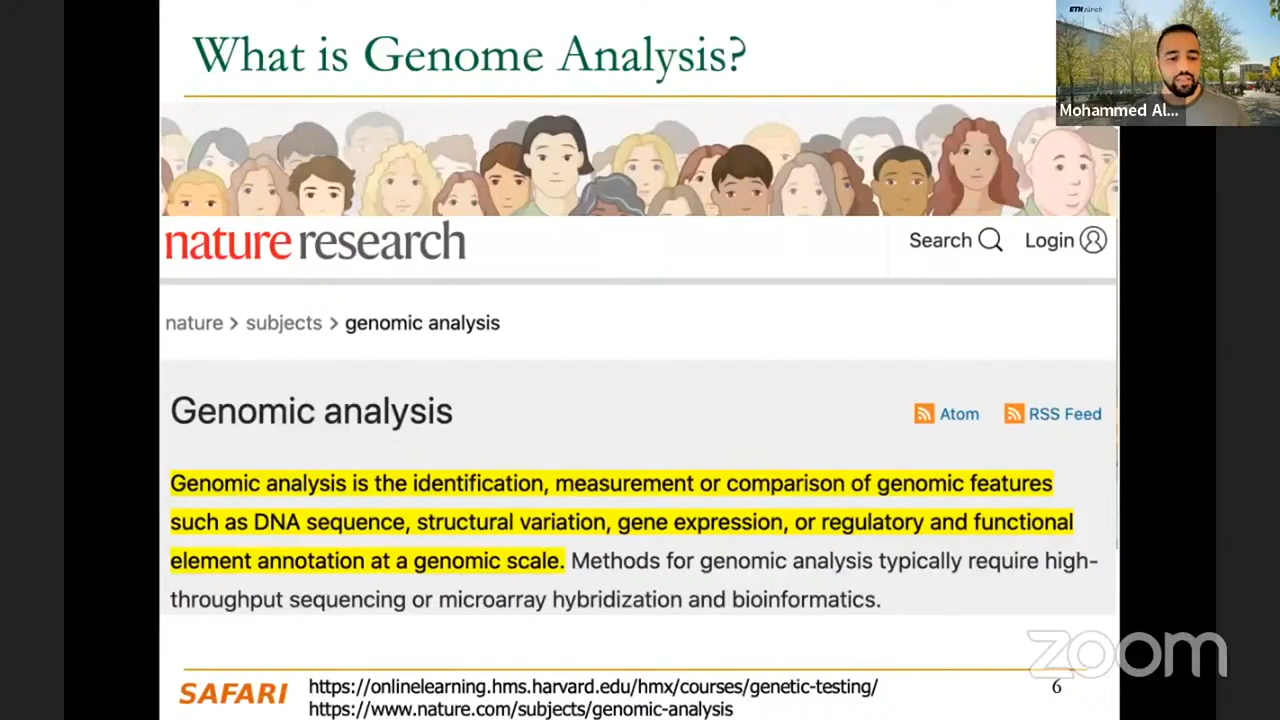 What is Genome Analysis?
ETH zürich
Mohammed Al...
nature research
Search
Login
nature > subjects > genomic analysis
Genomic analysis
Atom
RSS Feed
Genomic analysis is the identification, measurement or comparison of genomic features
such as DNA sequence, structural variation, gene expression, or regulatory and functional
element annotation at a genomic scale. Methods for genomic analysis typically require high-
throughput sequencing or microarray hybridization and bioinformatics.
zoom
SAFARI
https://onlinelearning.hms.harvard.edu/hmx/courses/genetic-testing/
https://www.nature.com/subjects/genomic-analysis
6